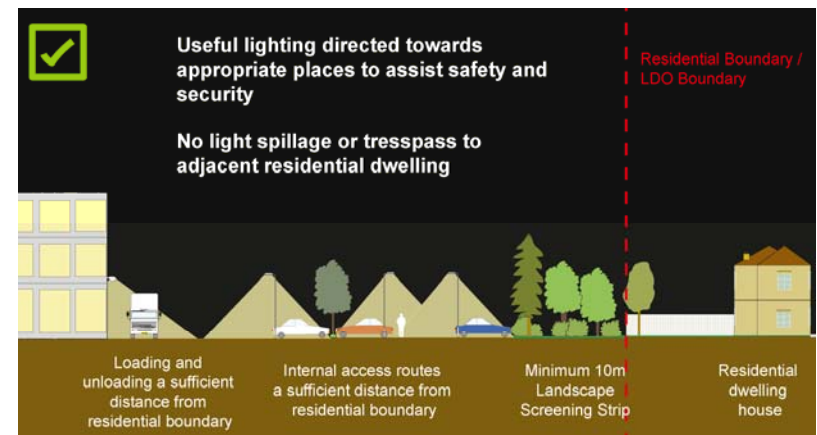 Useful lighting directed towards
appropriate places to assist safety and
security
No light spillage or tresspass to
adjacent residential dwelling
Residential Boundary /
LDO Boundary
Loading and
unloading a sufficient
distance from
residential boundary
Internal access routes
a sufficient distance from
residential boundary
Minimum 10m
Landscape
Screening Strip
Residential
dwelling
house